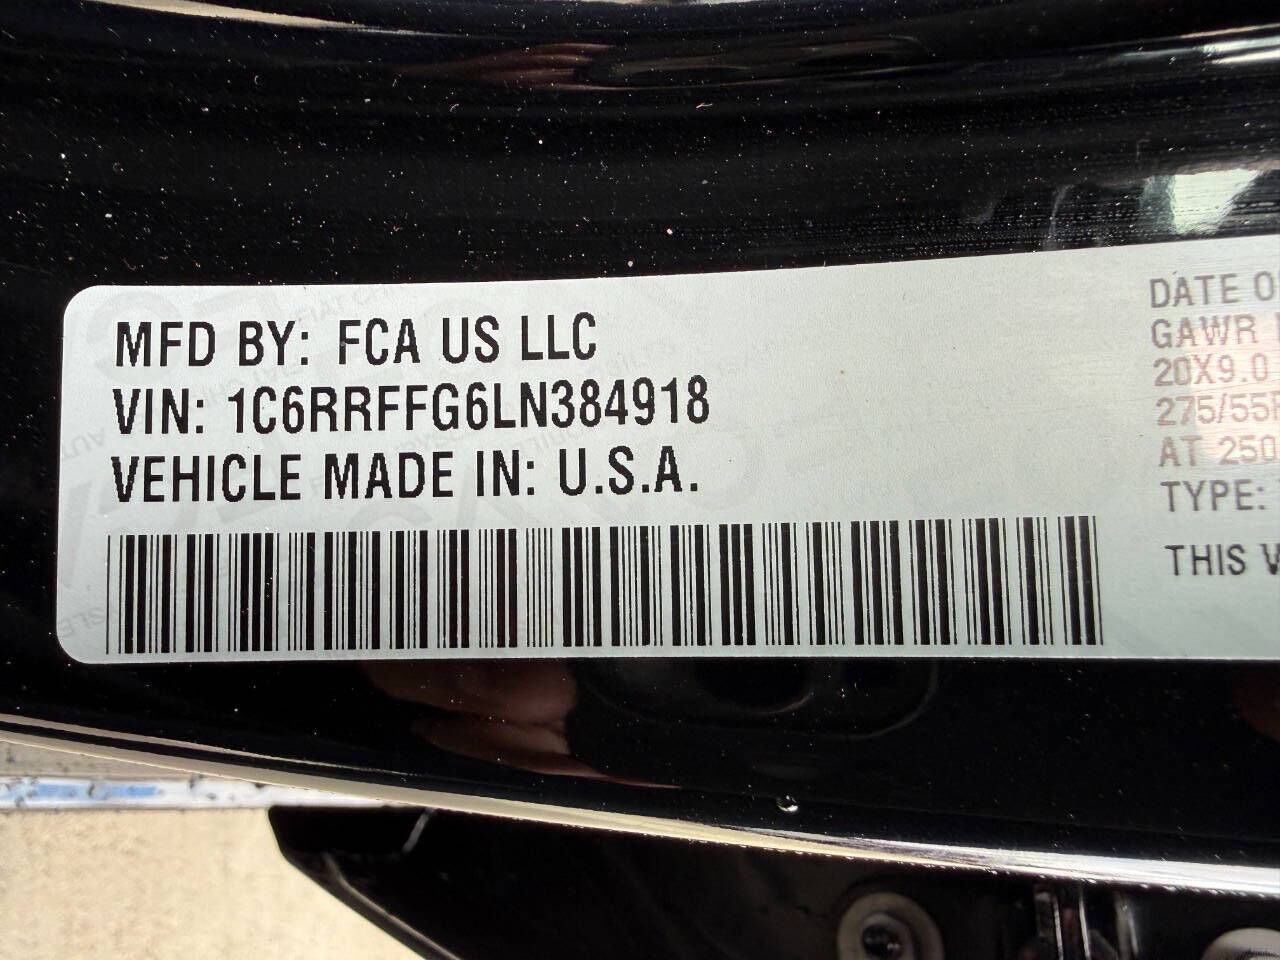 MFD BY: FCA US LLC
VIN: 1C6RRFFG6LN384918
VEHICLE MADE IN: U.S.A.
DATE O
GAWR
20X9.0
275/55R
AT 250
TYPE:
THIS V